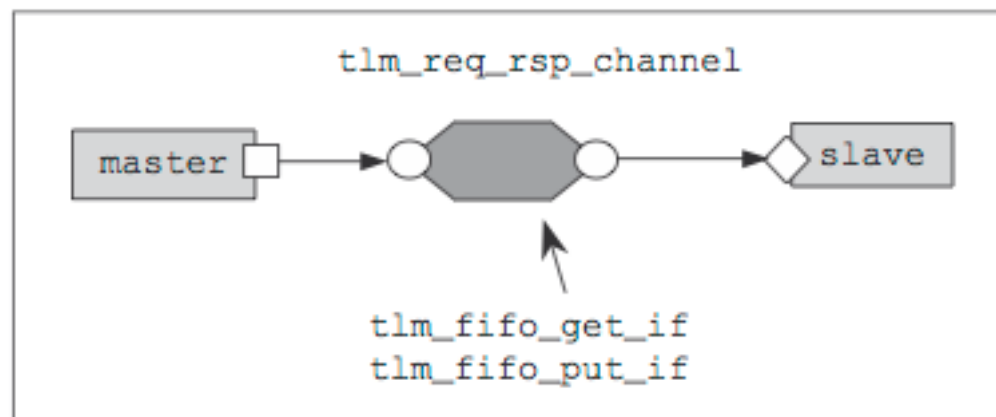 tlm_req_rsp_channel
master
slave
tlm_fifo_get_if
tlm_fifo_put_if